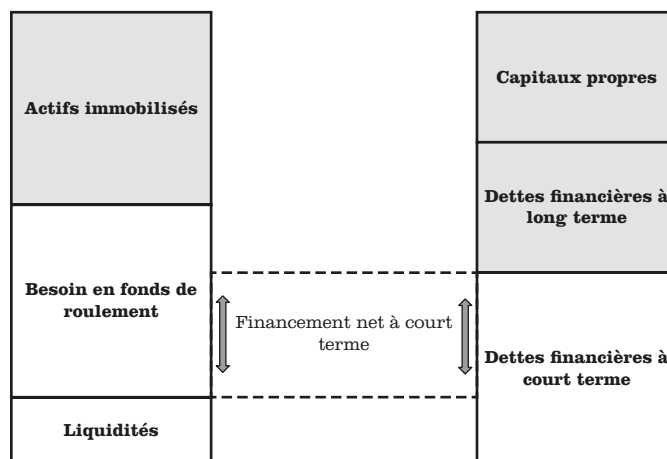 Actifs immobilisés
Besoin en fonds de
roulement
Liquidités
Financement net à court
terme
Capitaux propres
Dettes financières à
long terme
Dettes financières à
court terme